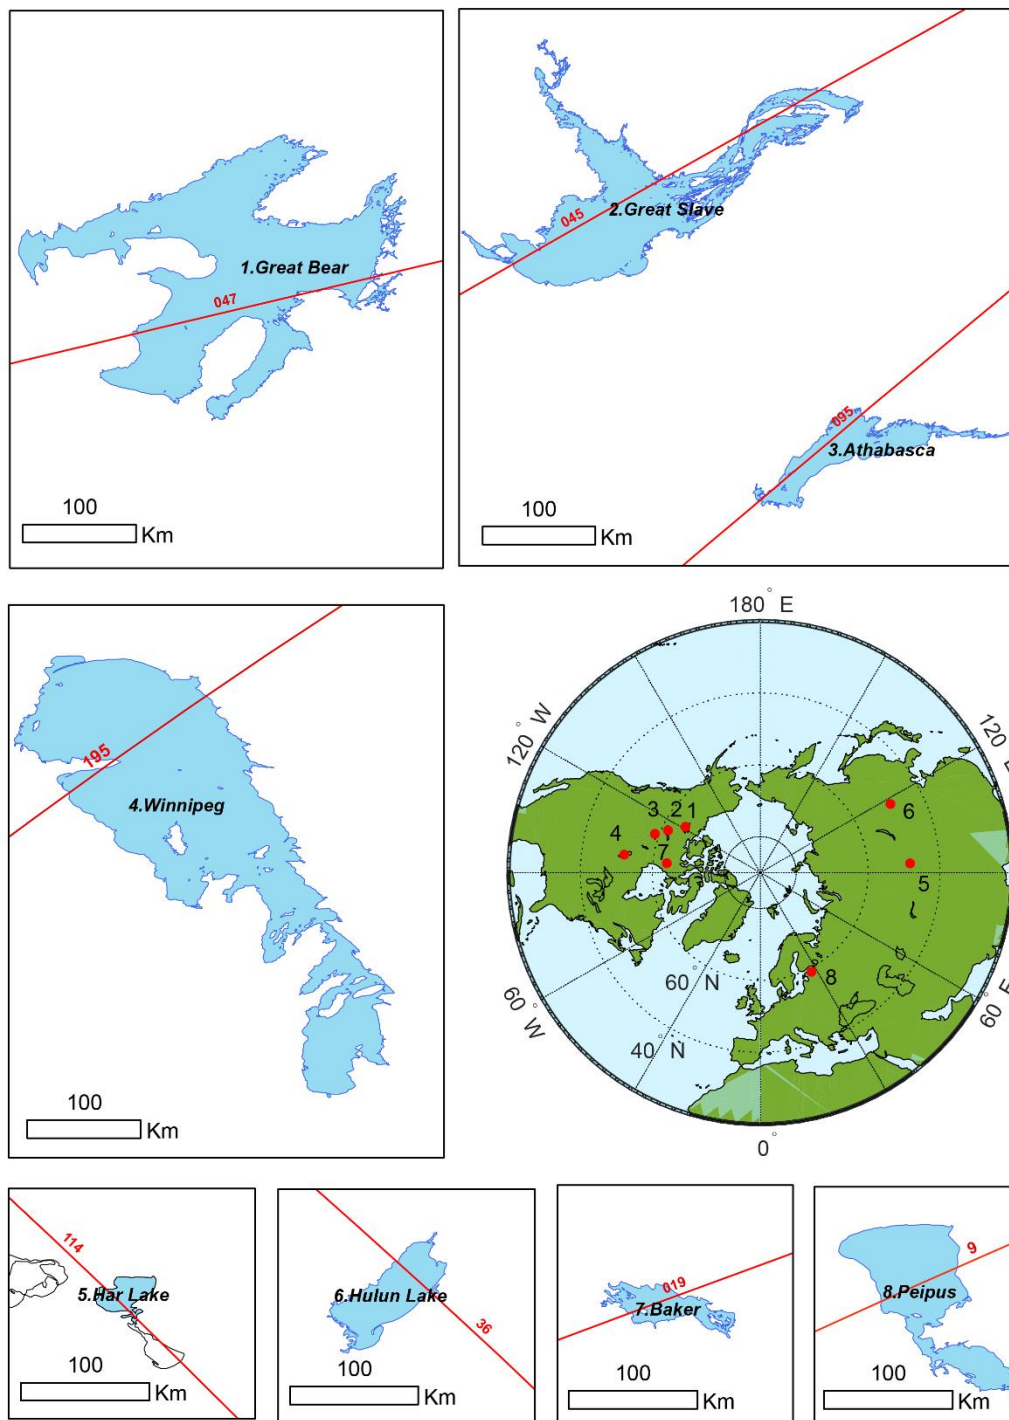 1.Great Bear
047
100
Km
045
2.Great Slave
095
3.Athabasca
100
Km
195
4.Winnipeg
100
Km
180 ° E
120 ° W
120 ° E
3 2 1
4
7
6
5
8
60 ° N
40 ° N
60 ° W
60 ° E
0 °
114
5.Har Lake
100
Km
6.Hulun Lake
36
100
Km
019
7.Baker
100
Km
9
8.Peipus
100
Km